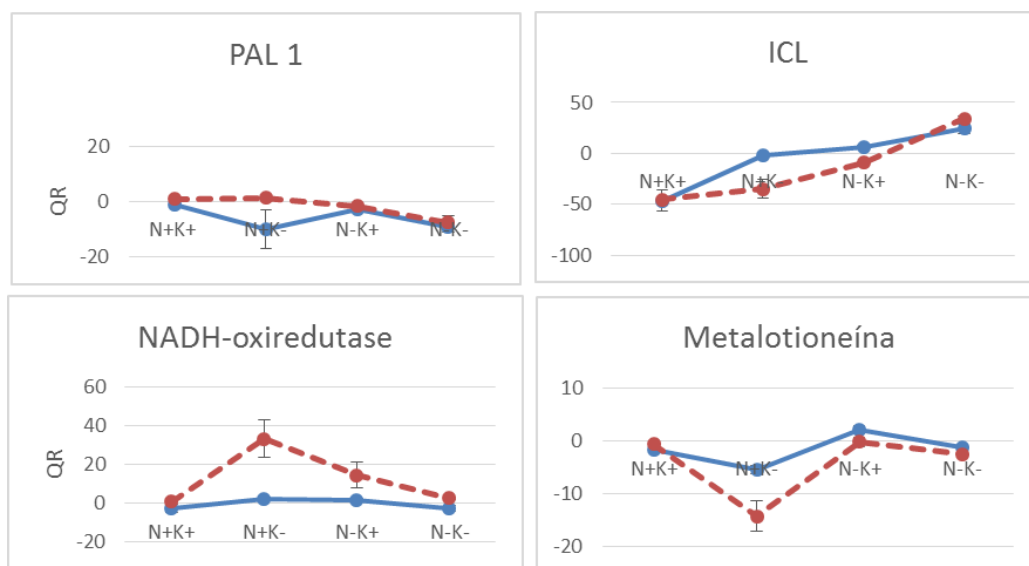 PAL 1
20
0
-20
QR
N+K+ N+K- N-K+ N-K-
ICL
50
0
-50
-100
N+K+ N+K- N-K+ N-K-
NADH-oxiredutase
60
40
20
0
-20
QR
N+K+ N+K- N-K+ N-K-
Metalotioneína
10
0
-10
-20
N+K+ N+K- N-K+ N-K-